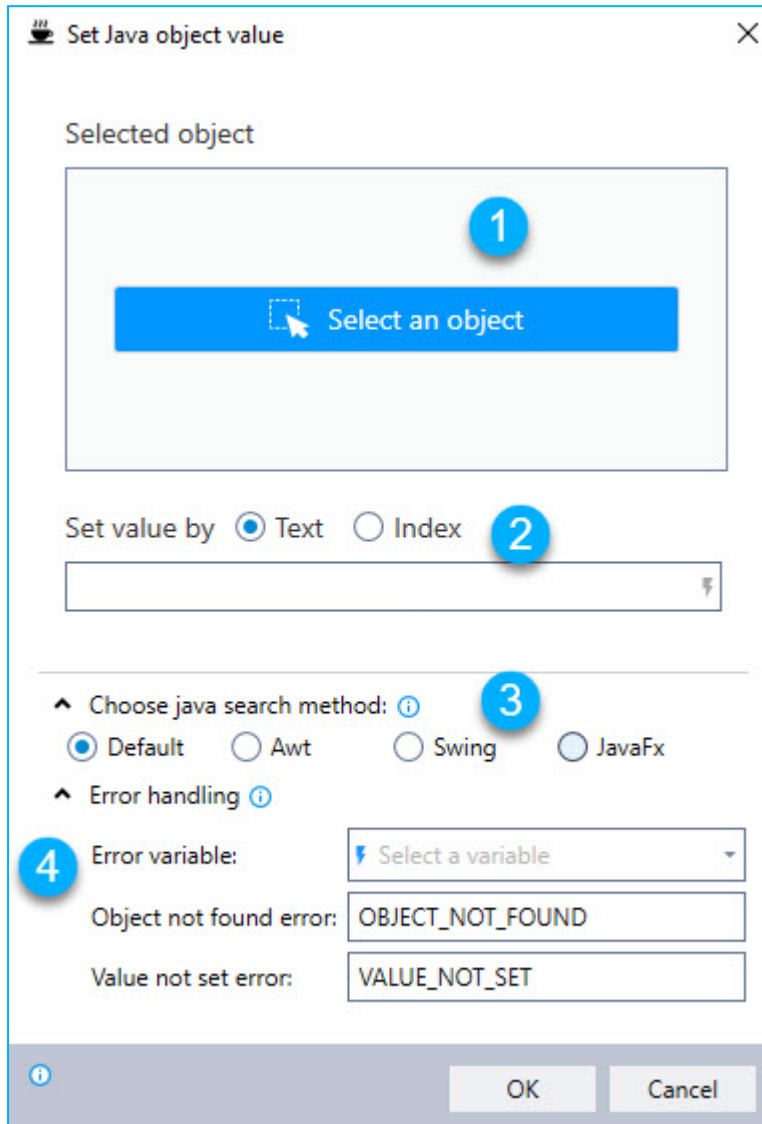 Set Java object value
Selected object
1
Select an object
Set value by Text Index 2
Choose java search method: 3
Default Awt Swing JavaFx
Error handling
4 Error variable: Select a variable
Object not found error: OBJECT_NOT_FOUND
Value not set error: VALUE_NOT_SET
OK Cancel